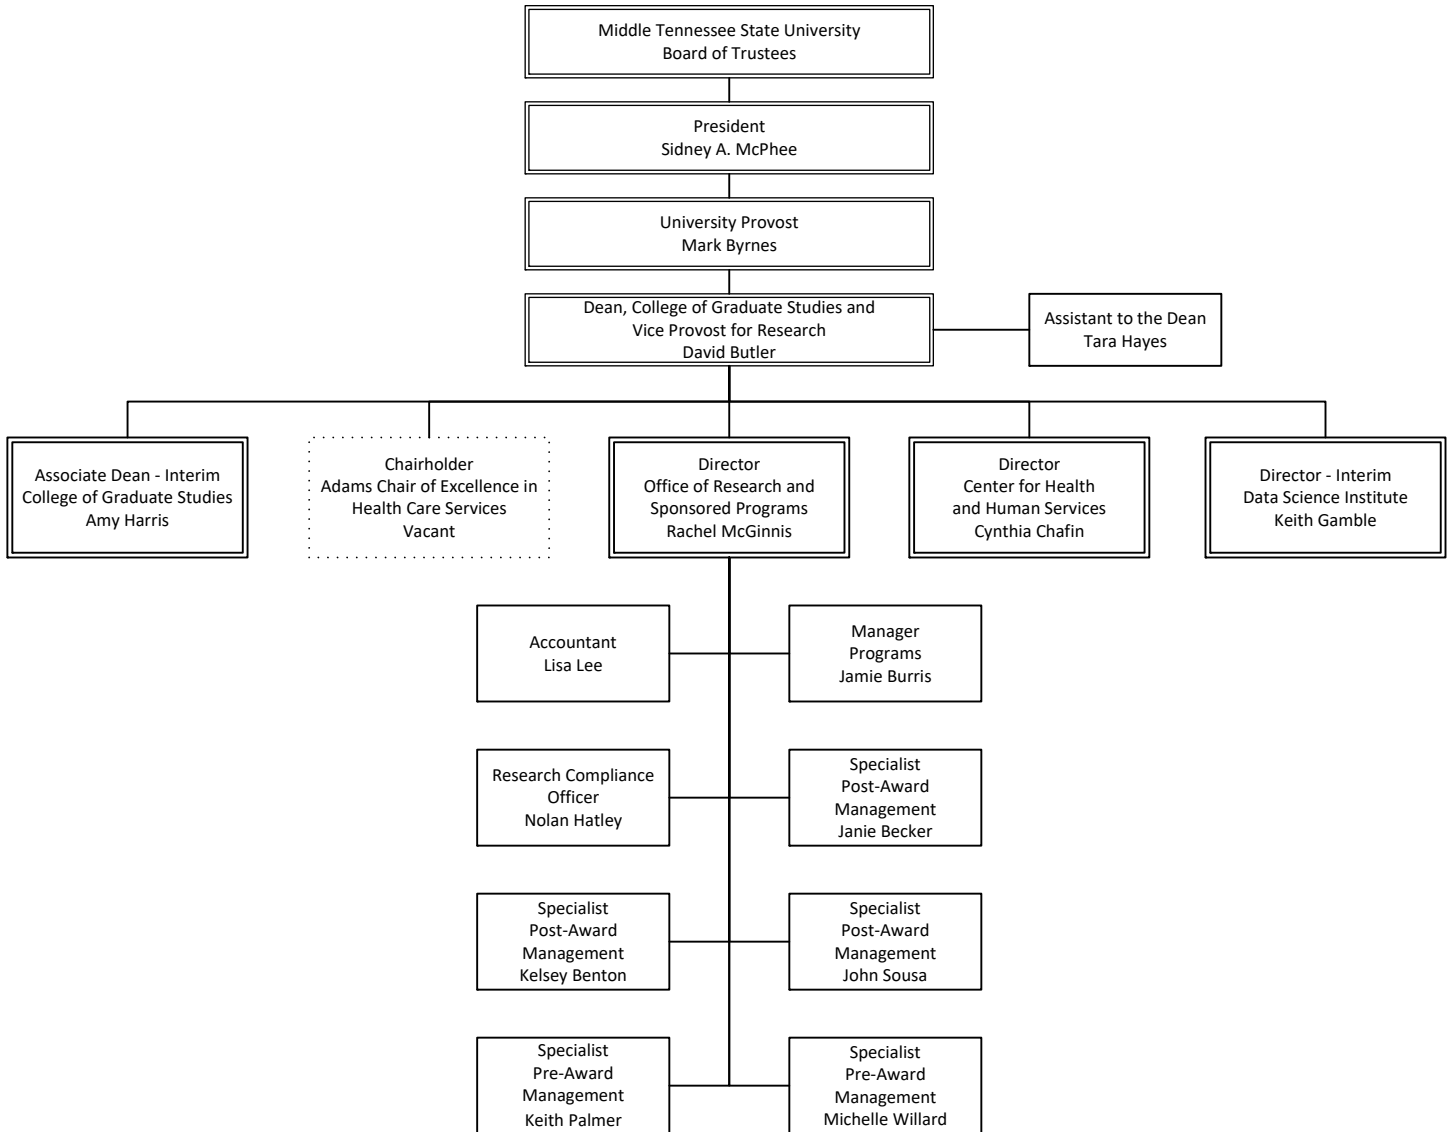 Middle Tennessee State University
Board of Trustees
President
Sidney A. McPhee
University Provost
Mark Byrnes
Dean, College of Graduate Studies and
Vice Provost for Research
David Butler
Assistant to the Dean
Tara Hayes
Associate Dean - Interim
College of Graduate Studies
Amy Harris
Chairholder
Adams Chair of Excellence in
Health Care Services
Vacant
Director
Office of Research and
Sponsored Programs
Rachel McGinnis
Director
Center for Health
and Human Services
Cynthia Chafin
Director - Interim
Data Science Institute
Keith Gamble
Accountant
Lisa Lee
Manager
Programs
Jamie Burris
Research Compliance
Officer
Nolan Hatley
Specialist
Post-Award
Management
Janie Becker
Specialist
Post-Award
Management
Kelsey Benton
Specialist
Post-Award
Management
John Sousa
Specialist
Pre-Award
Management
Keith Palmer
Specialist
Pre-Award
Management
Michelle Willard